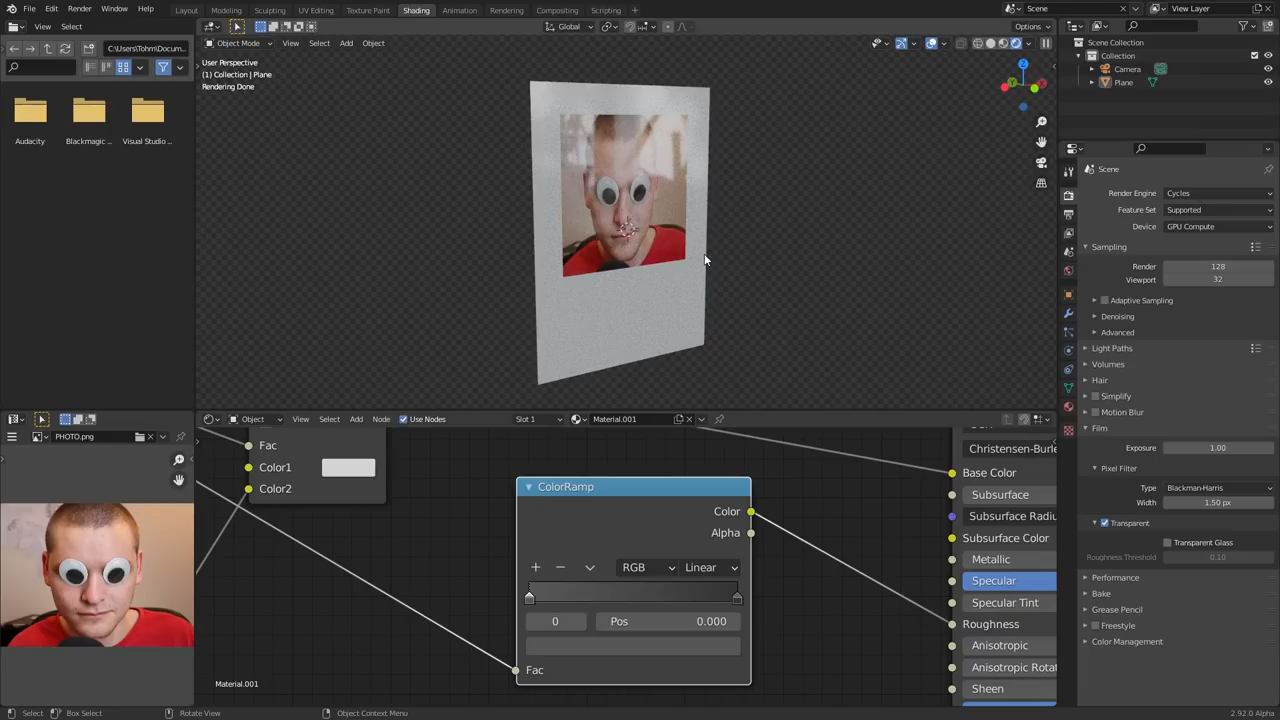 File Edit Render Window Help
Layout Modeling Sculpting UV Editing Texture Paint Shading Animation Rendering Compositing Scripting
Scene View Layer
View Select
Global Options
C:\Users\Tohm\Docum...
Object Mode View Select Add Object
Audacity Blackmagic ... Visual Studio ...
User Perspective
(1) Collection | Plane
Rendering Done
Scene Collection
Collection
Camera
Plane
Scene
Render Engine Cycles
Feature Set Supported
Device GPU Compute
Sampling
Render 128
Viewport 32
Adaptive Sampling
Denoising
Advanced
Light Paths
Volumes
Hair
Simplify
Motion Blur
Film
Exposure 1.00
Pixel Filter
Type Blackman-Harris
Width 1.50 px
Transparent
Transparent Glass
Roughness Threshold 0.10
Performance
Bake
Grease Pencil
Freestyle
Color Management
PHOTO.png
Object View Select Add Node Use Nodes Slot 1 Material.001
Fac
Color1
Color2
ColorRamp
Color
Alpha
RGB Linear
0 Pos 0.000
Fac
Christensen-Burle
Base Color
Subsurface
Subsurface Radiu
Subsurface Color
Metallic
Specular
Specular Tint
Roughness
Anisotropic
Anisotropic Rotat
Sheen
Material.001
Select Box Select Rotate View Object Context Menu 2.92.0 Alpha